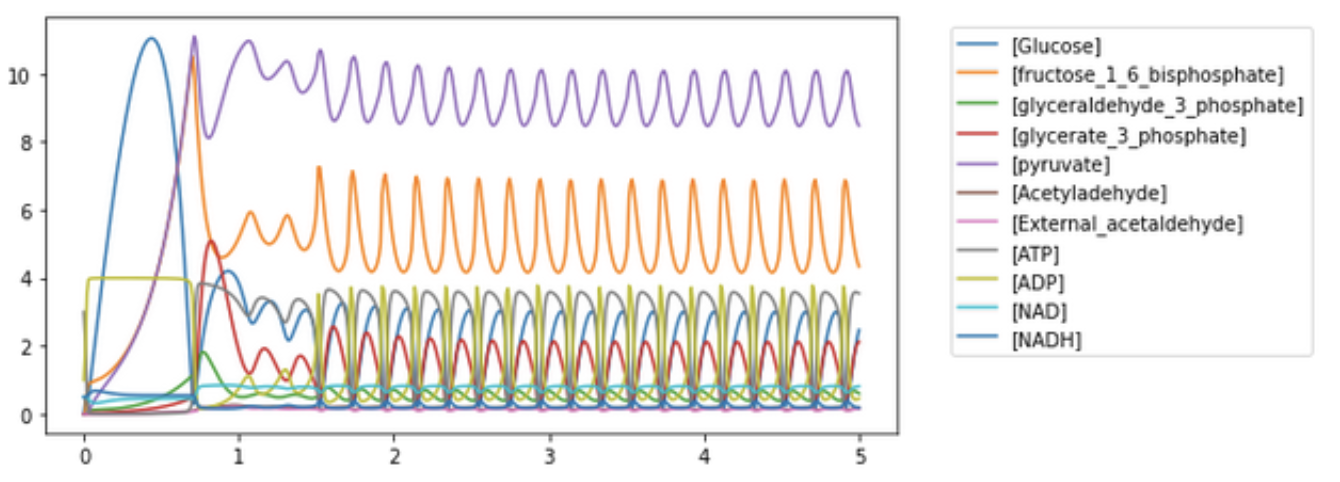 10
8
6
4
2
0
0 1 2 3 4 5
[Glucose]
[fructose_1_6_bisphosphate]
[glyceraldehyde_3_phosphate]
[glycerate_3_phosphate]
[pyruvate]
[Acetyladehyde]
[External_acetaldehyde]
[ATP]
[ADP]
[NAD]
[NADH]